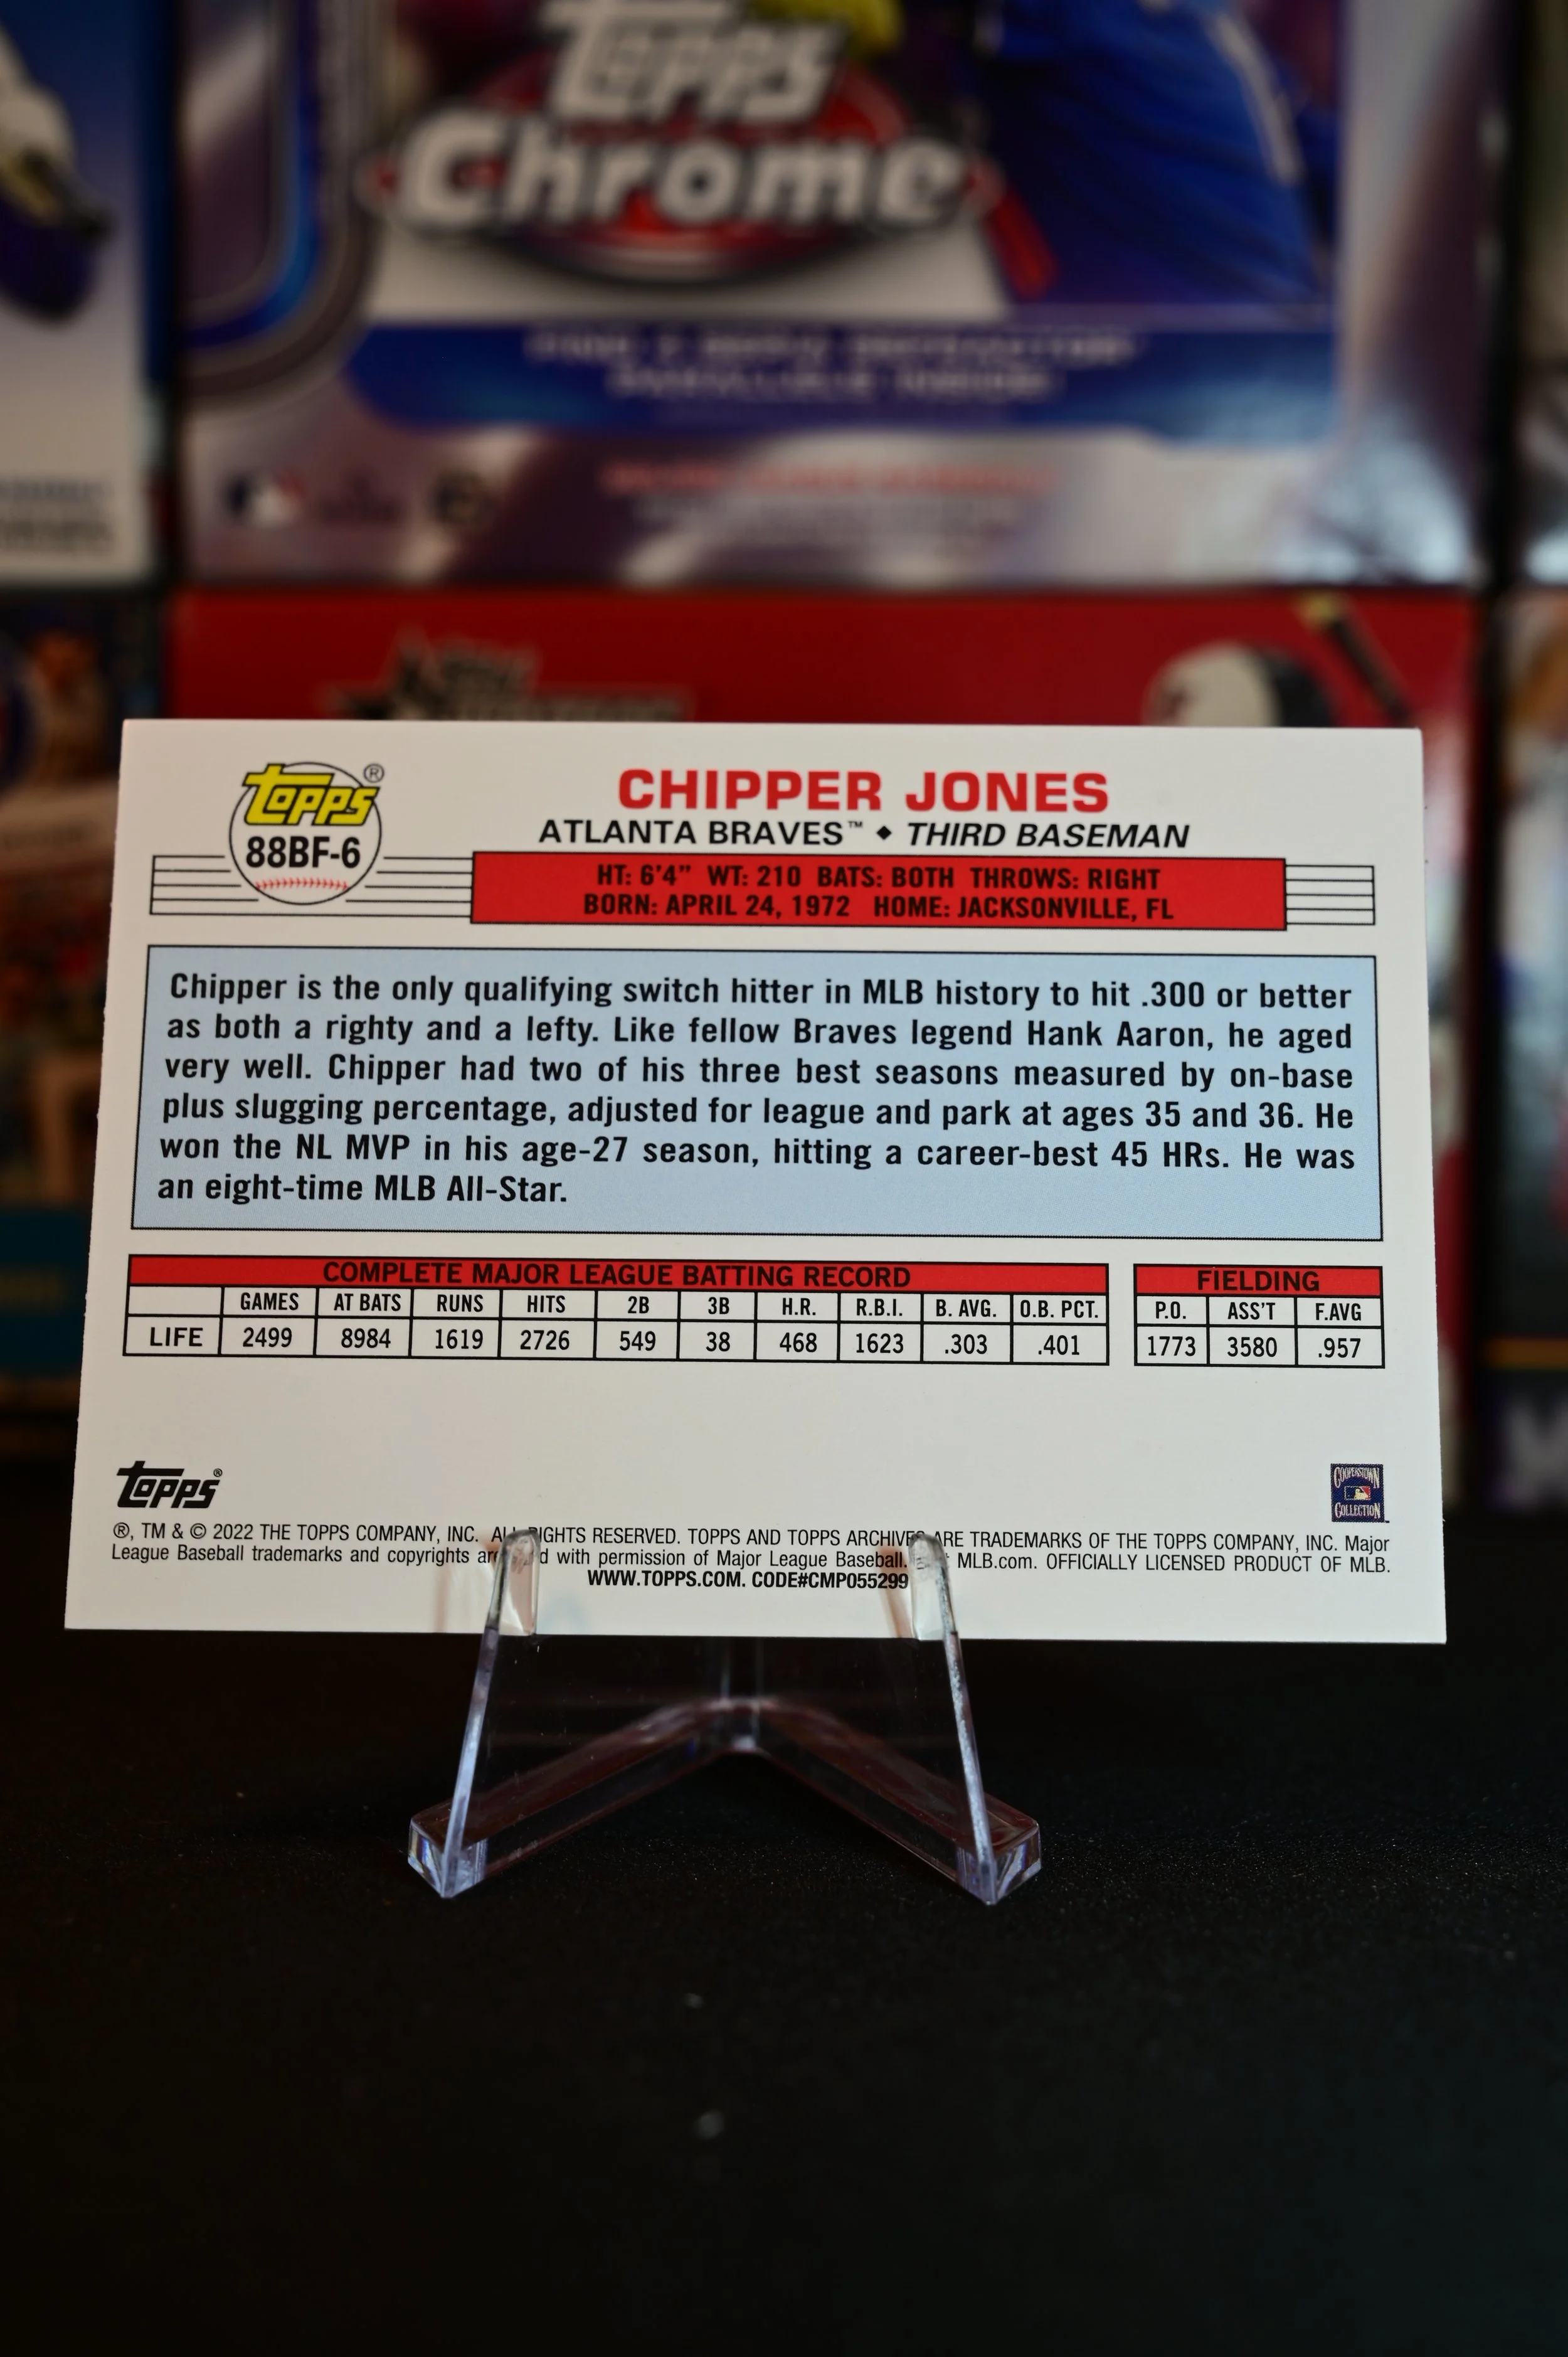 Topps
Chrome
Topps®
88BF-6
CHIPPER JONES
ATLANTA BRAVES™ ◆ THIRD BASEMAN
HT: 6'4" WT: 210 BATS: BOTH THROWS: RIGHT
BORN: APRIL 24, 1972 HOME: JACKSONVILLE, FL
Chipper is the only qualifying switch hitter in MLB history to hit .300 or better
as both a righty and a lefty. Like fellow Braves legend Hank Aaron, he aged
very well. Chipper had two of his three best seasons measured by on-base
plus slugging percentage, adjusted for league and park at ages 35 and 36. He
won the NL MVP in his age-27 season, hitting a career-best 45 HRs. He was
an eight-time MLB All-Star.
COMPLETE MAJOR LEAGUE BATTING RECORD
GAMES AT BATS RUNS HITS 2B 3B H.R. R.B.I. B. AVG. O.B. PCT.
LIFE 2499 8984 1619 2726 549 38 468 1623 .303 .401
FIELDING
P.O. ASS'T F.AVG
1773 3580 .957
Topps®
COOPERSTOWN
COLLECTION
®, TM & © 2022 THE TOPPS COMPANY, INC. ALL RIGHTS RESERVED. TOPPS AND TOPPS ARCHIVES ARE TRADEMARKS OF THE TOPPS COMPANY, INC. Major
League Baseball trademarks and copyrights are with permission of Major League Baseball. MLB.com. OFFICIALLY LICENSED PRODUCT OF MLB.
WWW.TOPPS.COM. CODE#CMP055299